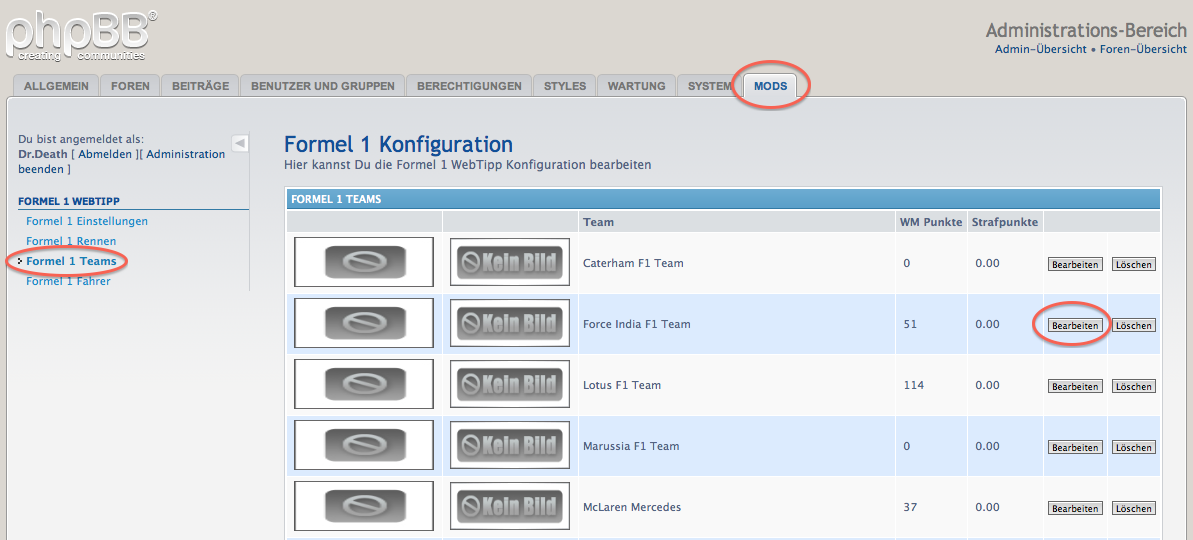 phpBB®
creating communities
Administrations-Bereich
Admin-Übersicht • Foren-Übersicht
ALLGEMEIN FOREN BEITRÄGE BENUTZER UND GRUPPEN BERECHTIGUNGEN STYLES WARTUNG SYSTEM MODS
Du bist angemeldet als:
Dr.Death [ Abmelden ][ Administration
beenden ]
FORMEL 1 WEBTIPP
Formel 1 Einstellungen
Formel 1 Rennen
Formel 1 Teams
Formel 1 Fahrer
Formel 1 Konfiguration
Hier kannst Du die Formel 1 WebTipp Konfiguration bearbeiten
FORMEL 1 TEAMS
Team WM Punkte Strafpunkte
Kein Bild Caterham F1 Team 0 0.00 Bearbeiten Löschen
Kein Bild Force India F1 Team 51 0.00 Bearbeiten Löschen
Kein Bild Lotus F1 Team 114 0.00 Bearbeiten Löschen
Kein Bild Marussia F1 Team 0 0.00 Bearbeiten Löschen
Kein Bild McLaren Mercedes 37 0.00 Bearbeiten Löschen